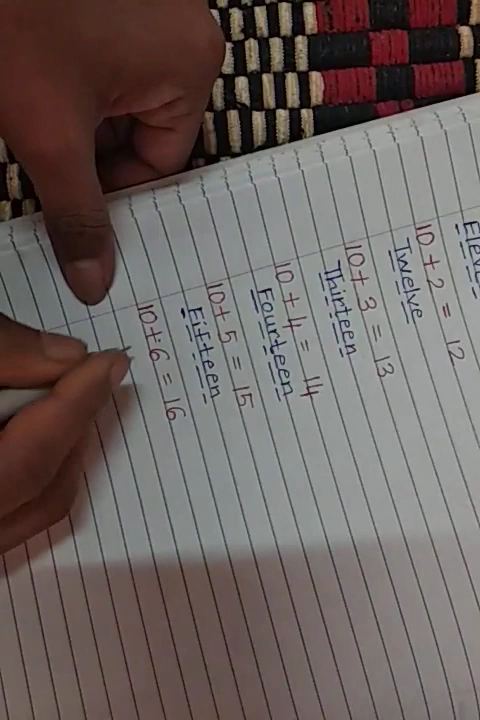 10 + 2 = 12
Twelve
10 + 3 = 13
Thirteen
10 + 4 = 14
Fourteen
10 + 5 = 15
Fifteen
10 + 6 = 16